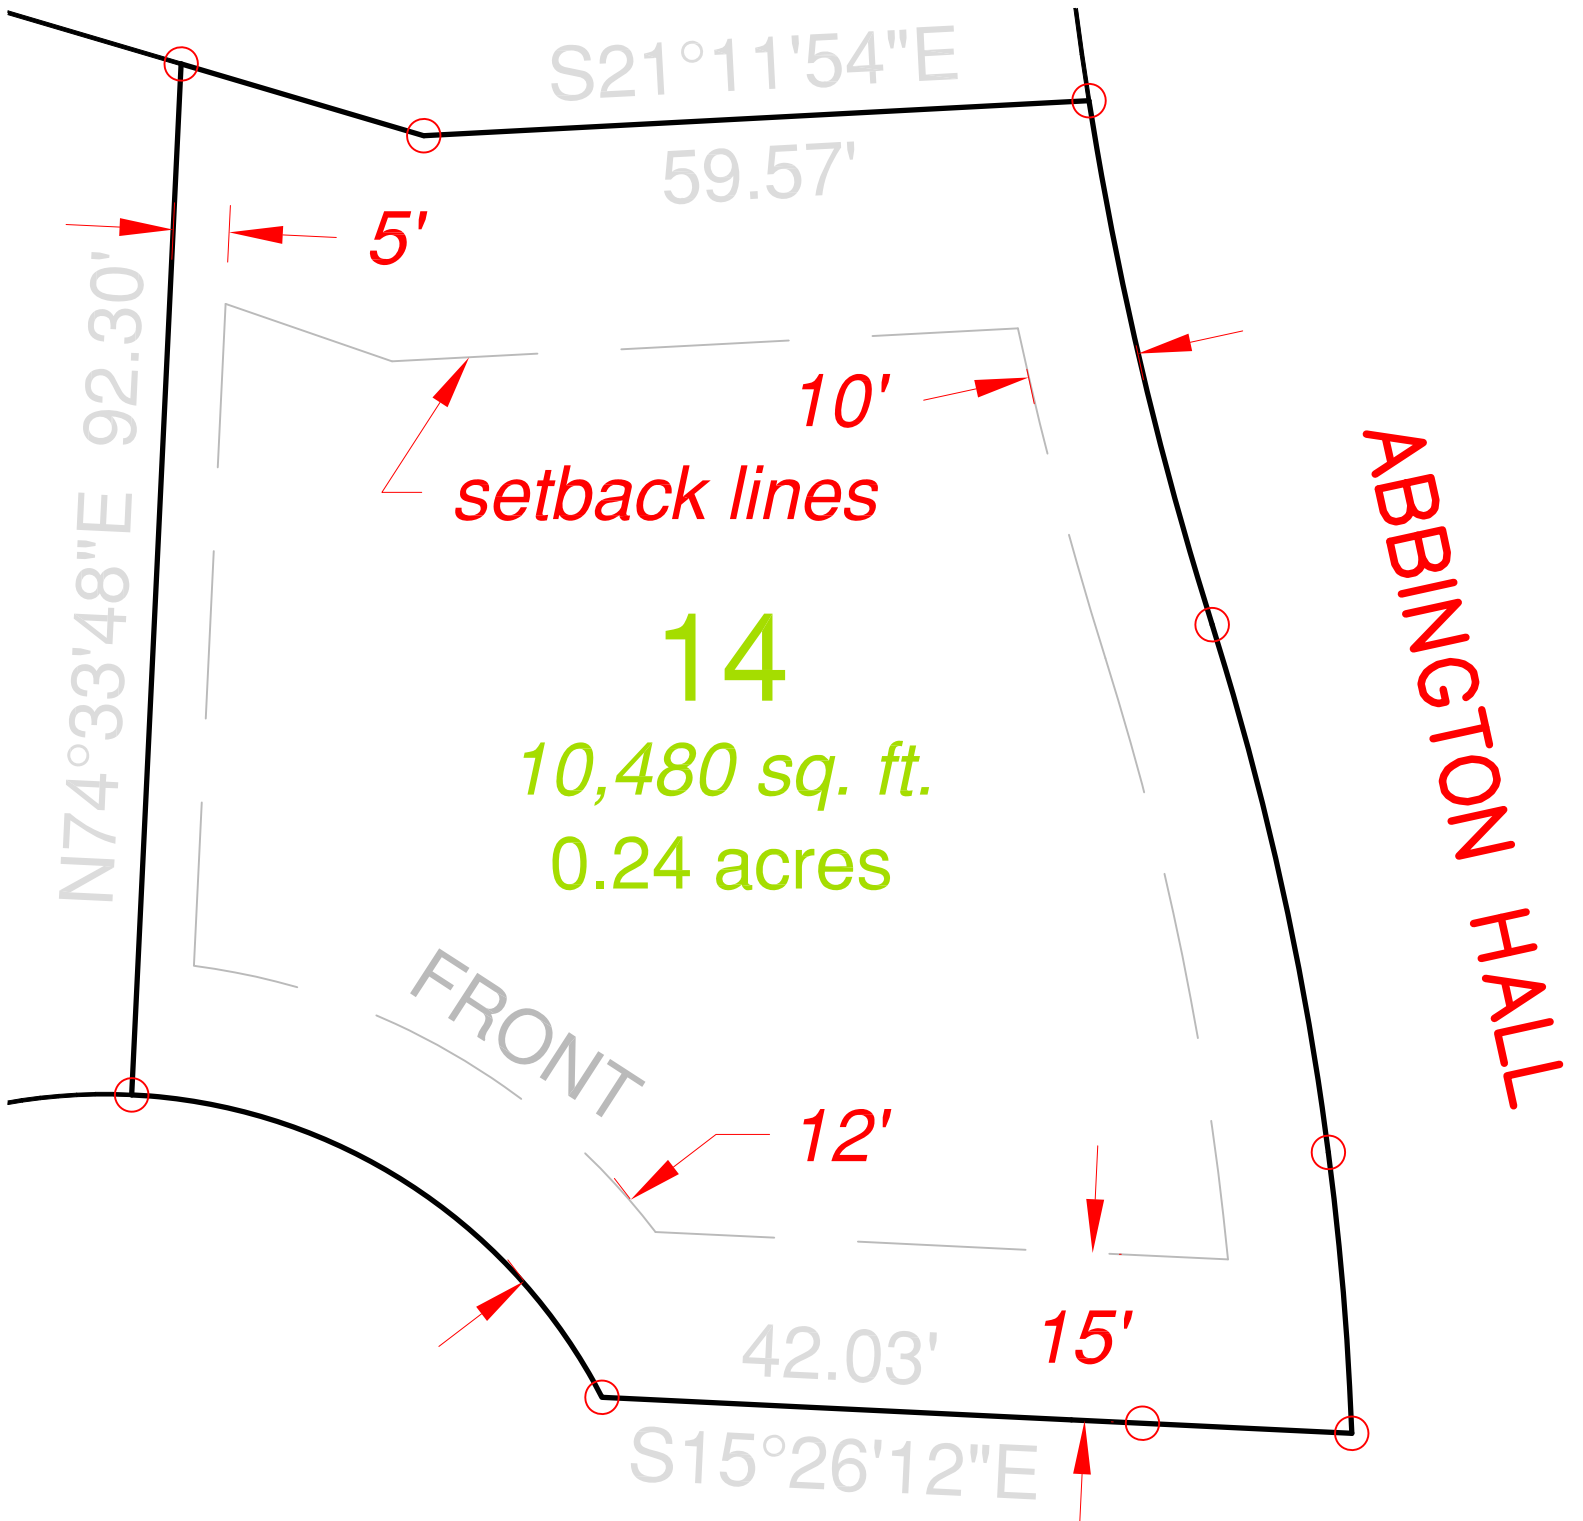 S21°11'54"E
59.57'
5'
N74°33'48"E 92.30'
10'
setback lines
ABBINGTON HALL
14
10,480 sq. ft.
0.24 acres
FRONT
12'
15'
42.03'
S15°26'12"E